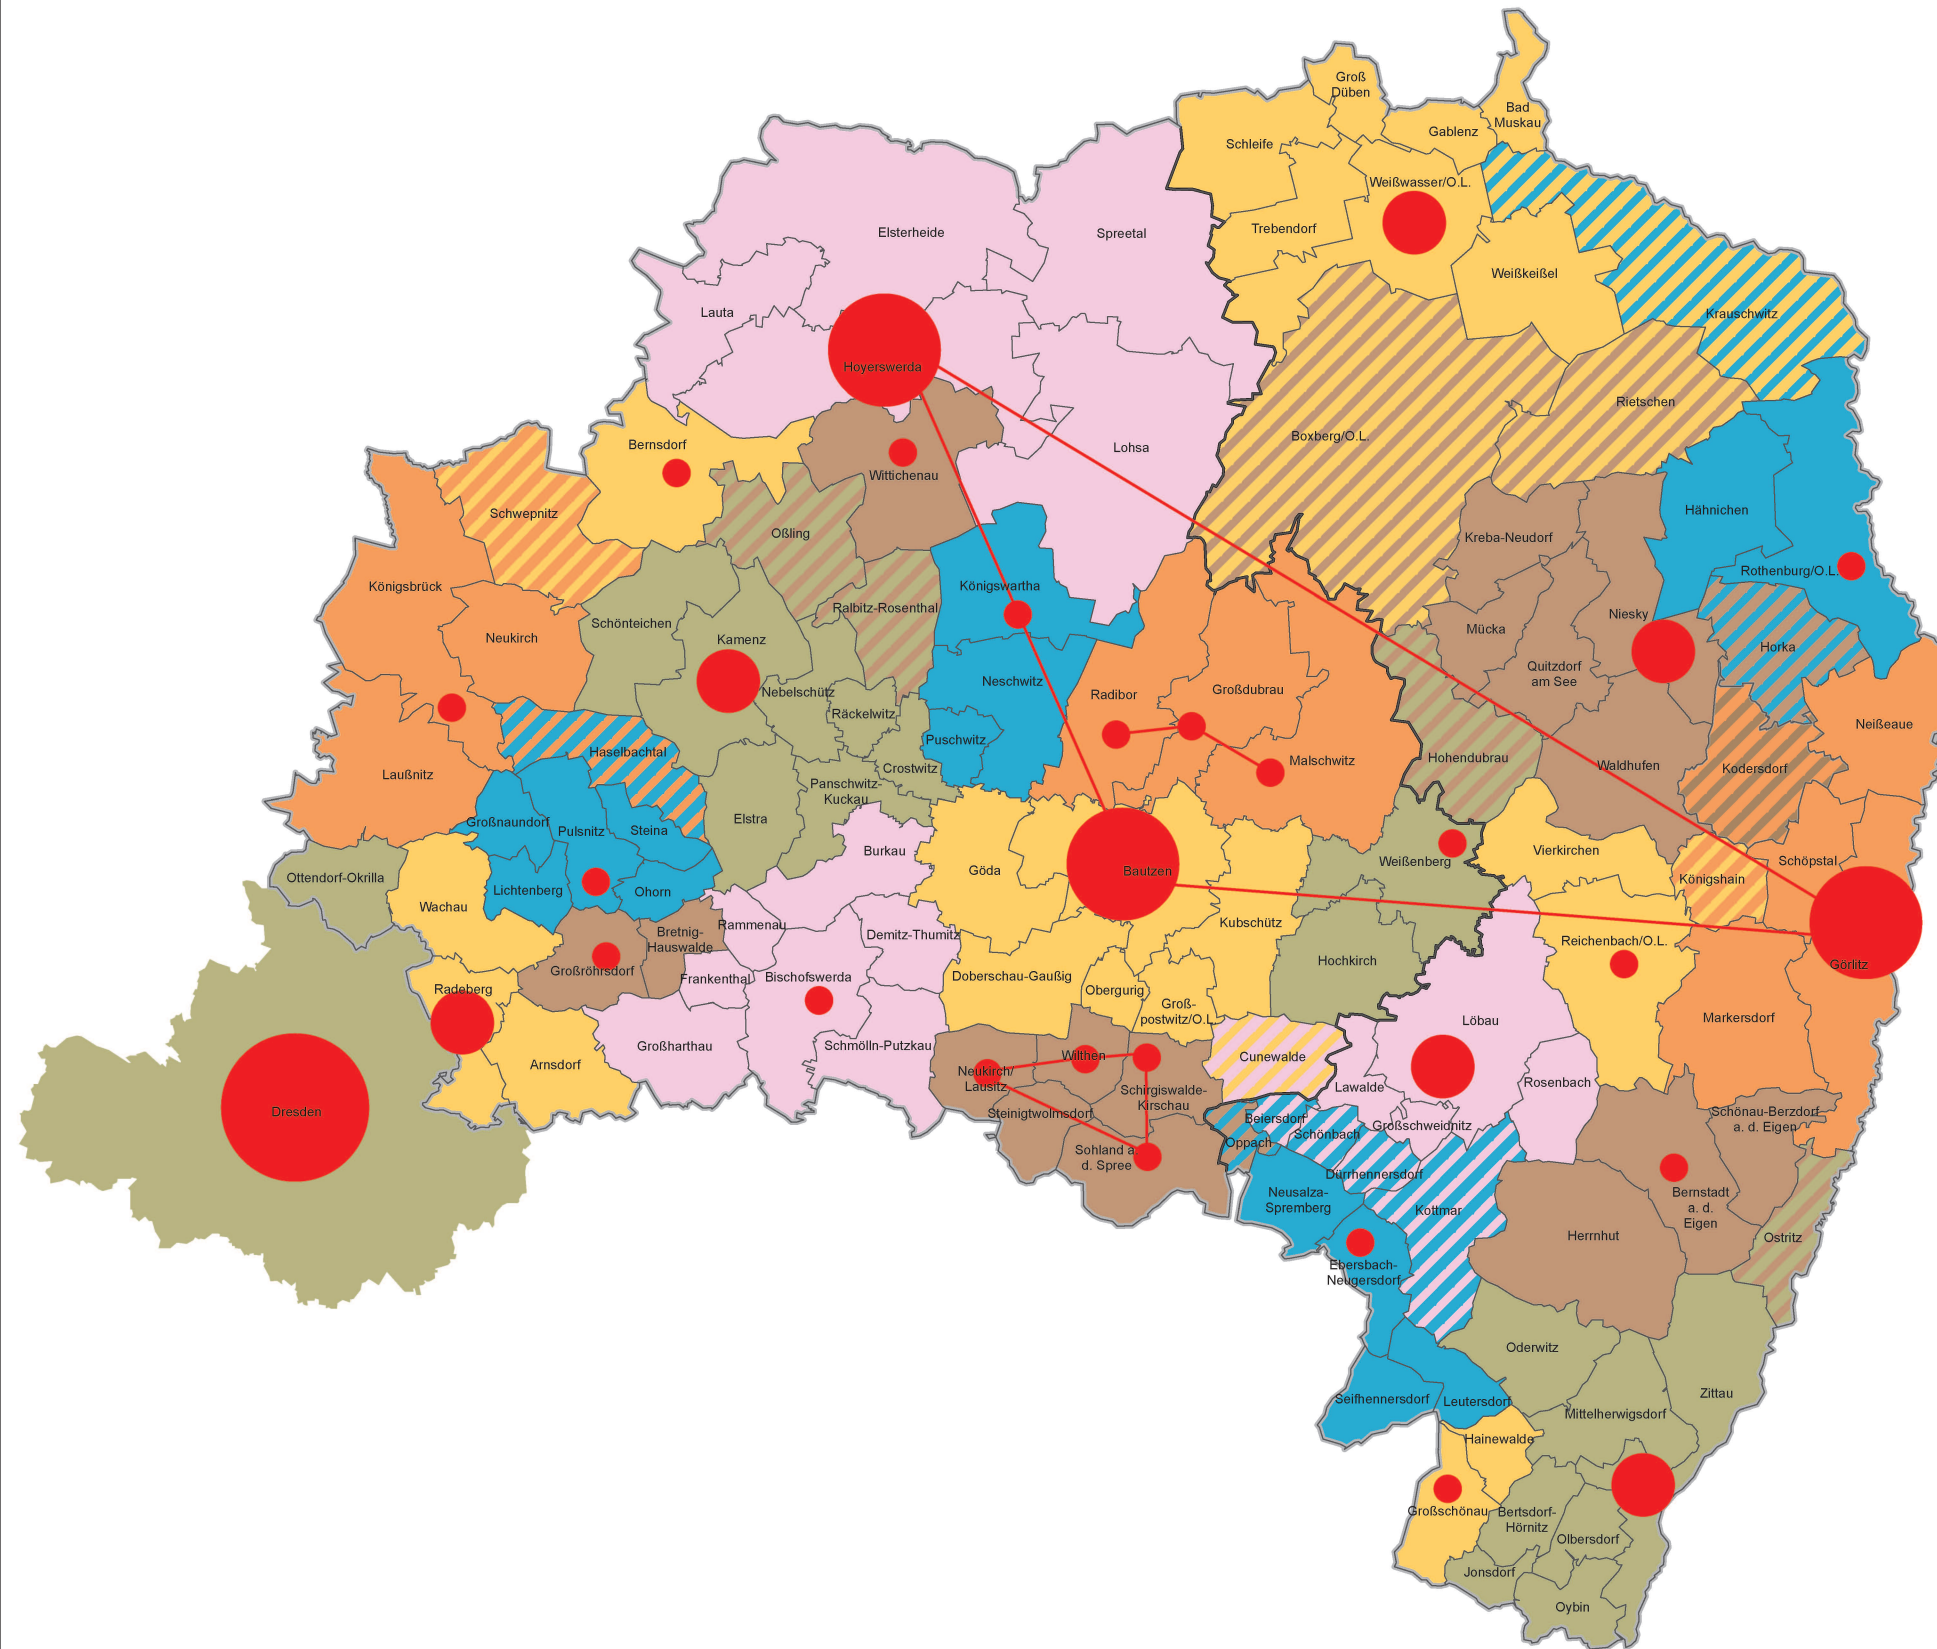 Groß
Düben
Bad
Muskau
Gablenz
Schleife
Weißwasser/O.L.
Trebendorf
Elsterheide
Spreetal
Weißkeißel
Lauta
Krauschwitz
Hoyerswerda
Rietschen
Boxberg/O.L.
Bernsdorf
Lohsa
Wittichenau
Schwepnitz
Hähnichen
Oßling
Kreba-Neudorf
Rothenburg/O.L.
Königsbrück
Königswartha
Ralbitz-Rosenthal
Niesky
Schönteichen
Mücka
Neukirch
Kamenz
Horka
Quitzdorf
am See
Neschwitz
Nebelschütz
Radibor
Großdubrau
Räckelwitz
Neißeaue
Puschwitz
Haselbachtal
Hohendubrau
Malschwitz
Waldhufen
Kodersdorf
Crostwitz
Laußnitz
Panschwitz-
Kuckau
Großnaundorf
Pulsnitz
Steina
Elstra
Burkau
Vierkirchen
Weißenberg
Schöpstal
Göda
Bautzen
Königshain
Ottendorf-Okrilla
Lichtenberg
Ohorn
Wachau
Rammenau
Kubschütz
Bretnig-
Hauswalde
Demitz-Thumitz
Reichenbach/O.L.
Hochkirch
Görlitz
Großröhrsdorf
Frankenthal
Bischofswerda
Doberschau-Gaußig
Radeberg
Obergurig
Groß-
postwitz/O.L.
Markersdorf
Löbau
Großharthau
Schmölln-Putzkau
Wilthen
Cunewalde
Arnsdorf
Neukirch/
Lausitz
Lawalde
Rosenbach
Schirgiswalde-
Kirschau
Dresden
Steinigtwolmsdorf
Beiersdorf
Großschweidnitz
Schönau-Berzdorf
a. d. Eigen
Schönbach
Oppach
Sohland a.
d. Spree
Dürrhennersdorf
Neusalza-
Spremberg
Bernstadt
a. d.
Eigen
Kottmar
Herrnhut
Ostritz
Ebersbach-
Neugersdorf
Oderwitz
Zittau
Seifhennersdorf
Leutersdorf
Mittelherwigsdorf
Hainewalde
Großschönau
Bertsdorf-
Hörnitz
Olbersdorf
Jonsdorf
Oybin